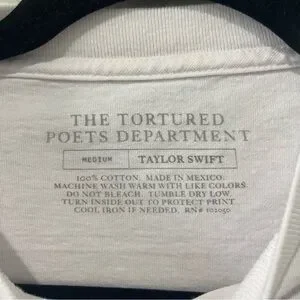 THE TORTURED
POETS DEPARTMENT
MEDIUM TAYLOR SWIFT
100% COTTON. MADE IN MEXICO.
MACHINE WASH WARM WITH LIKE COLORS
DO NOT BLEACH. TUMBLE DRY LOW.
TURN INSIDE OUT TO PROTECT PRINT
COOL IRON IF NEEDED. RN# 102050